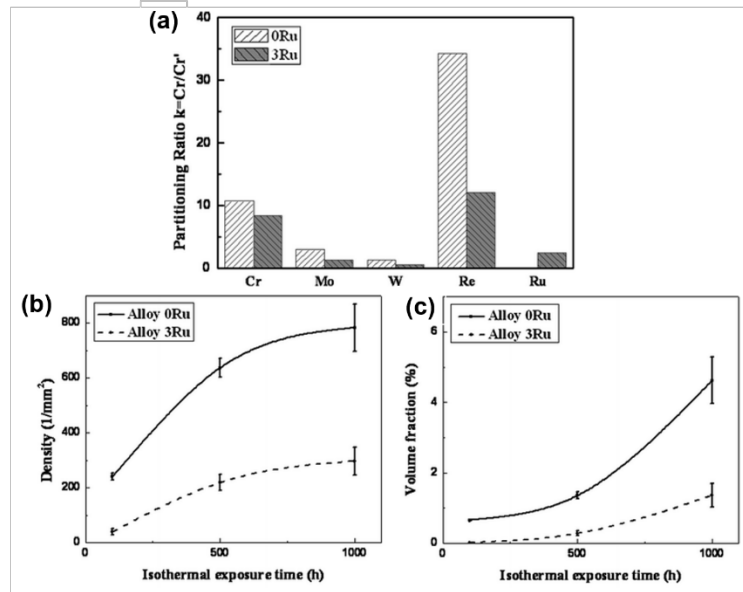 (a)
0Ru
3Ru
Partitioning Ratio k=Cr/Cr'
40
30
20
10
0
Cr Mo W Re Ru
(b)
Alloy 0Ru
Alloy 3Ru
Density (1/mm²)
800
600
400
200
0
0 500 1000
Isothermal exposure time (h)
(c)
Alloy 0Ru
Alloy 3Ru
Volume fraction (%)
6
4
2
0
0 500 1000
Isothermal exposure time (h)